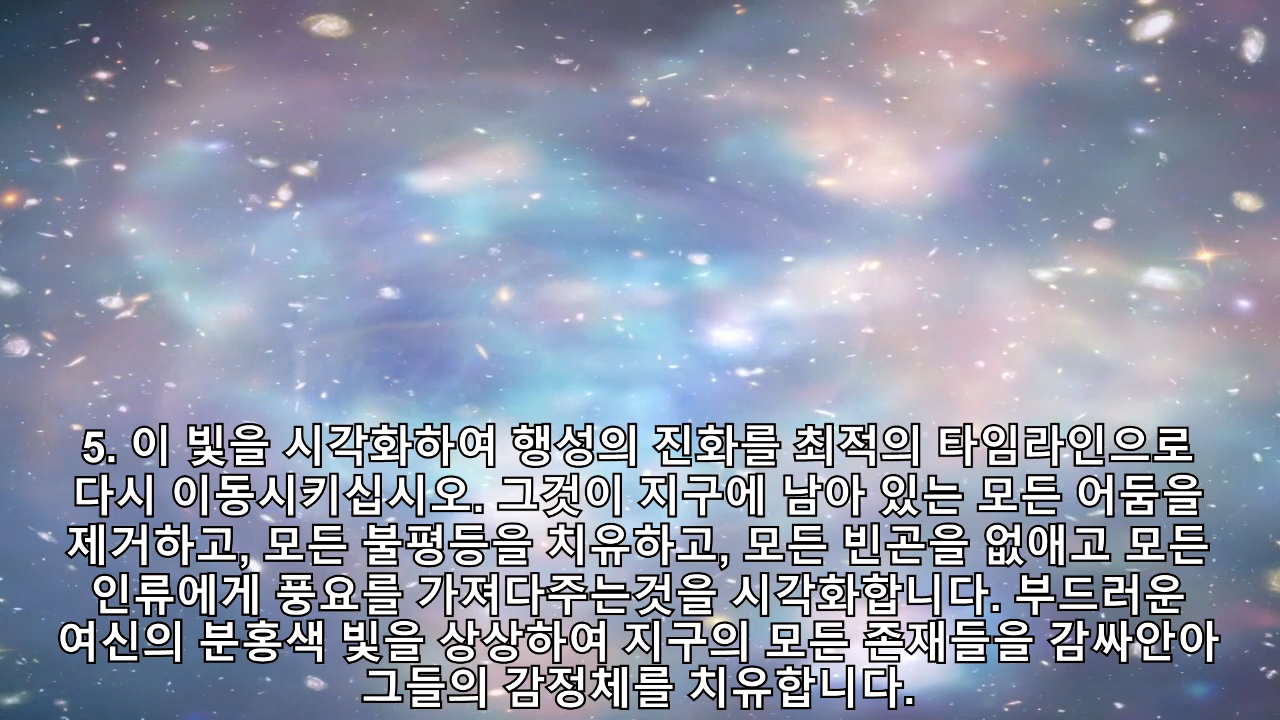 5. 이 빛을 시각화하여 행성의 진화를 최적의 타임라인으로
다시 이동시키십시오. 그것이 지구에 남아 있는 모든 어둠을
제거하고, 모든 불평등을 치유하고, 모든 빈곤을 없애고 모든
인류에게 풍요를 가져다주는것을 시각화합니다. 부드러운
여신의 분홍색 빛을 상상하여 지구의 모든 존재들을 감싸안아
그들의 감정체를 치유합니다.